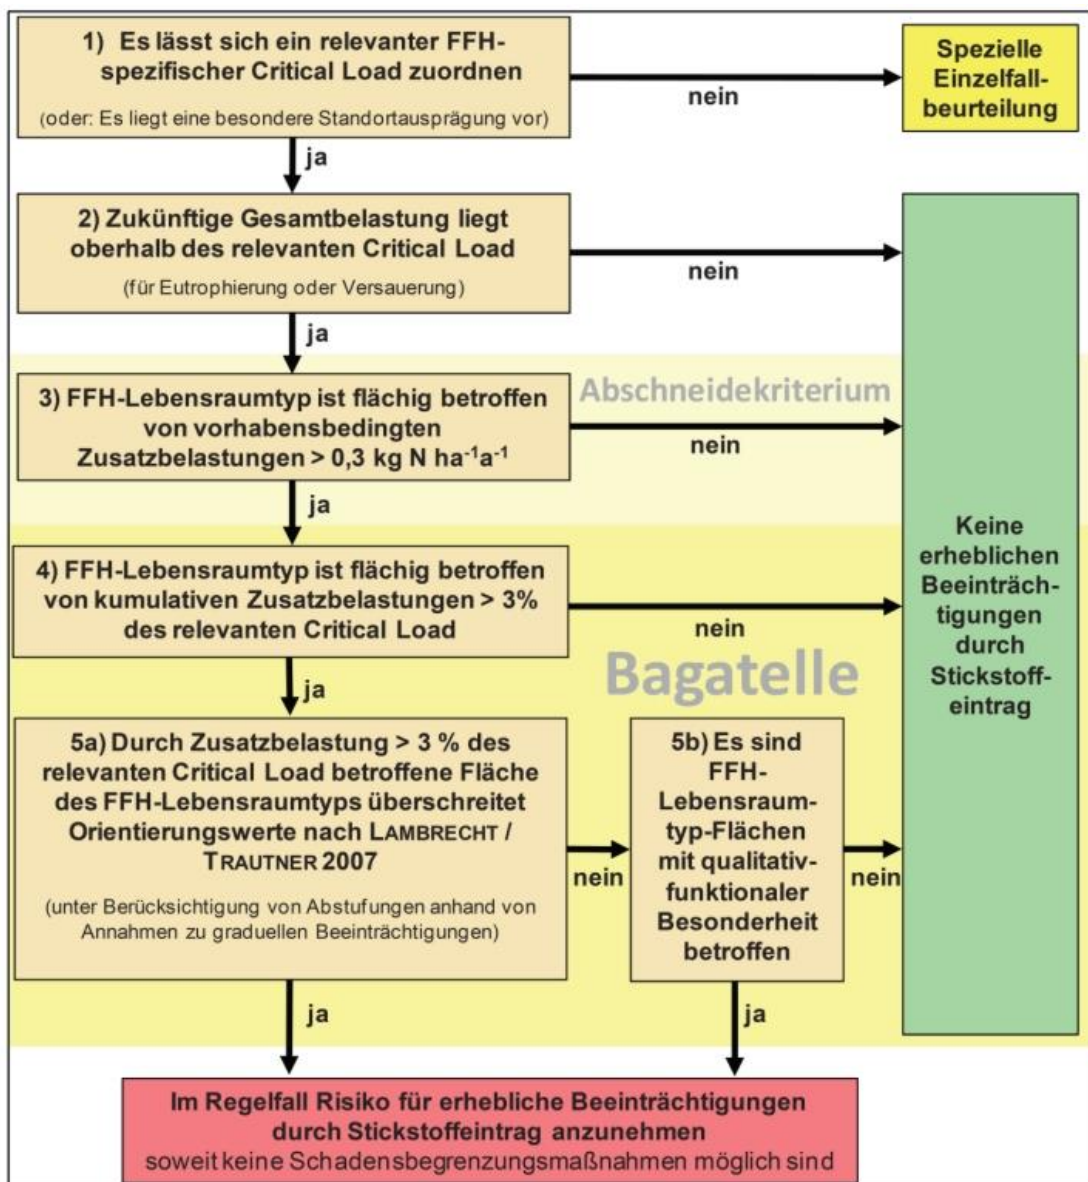 1) Es lässt sich ein relevanter FFH-
spezifischer Critical Load zuordnen
(oder: Es liegt eine besondere Standortausprägung vor)
nein
Spezielle
Einzelfall-
beurteilung
ja
2) Zukünftige Gesamtbelastung liegt
oberhalb des relevanten Critical Load
(für Eutrophierung oder Versauerung)
nein
ja
3) FFH-Lebensraumtyp ist flächig betroffen
von vorhabensbedingten
Zusatzbelastungen > 0,3 kg N ha⁻¹a⁻¹
Abschneidekriterium
nein
ja
4) FFH-Lebensraumtyp ist flächig betroffen
von kumulativen Zusatzbelastungen > 3%
des relevanten Critical Load
nein
Bagatelle
ja
5a) Durch Zusatzbelastung > 3 % des
relevanten Critical Load betroffene Fläche
des FFH-Lebensraumtyps überschreitet
Orientierungswerte nach LAMBRECHT /
TRAUTNER 2007
(unter Berücksichtigung von Abstufungen anhand von
Annahmen zu graduellen Beeinträchtigungen)
nein
5b) Es sind
FFH-
Lebensraum-
typ-Flächen
mit qualitativ-
funktionaler
Besonderheit
betroffen
nein
Keine
erheblichen
Beeinträch-
tigungen
durch
Stickstoff-
eintrag
ja
ja
Im Regelfall Risiko für erhebliche Beeinträchtigungen
durch Stickstoffeintrag anzunehmen
soweit keine Schadensbegrenzungsmaßnahmen möglich sind